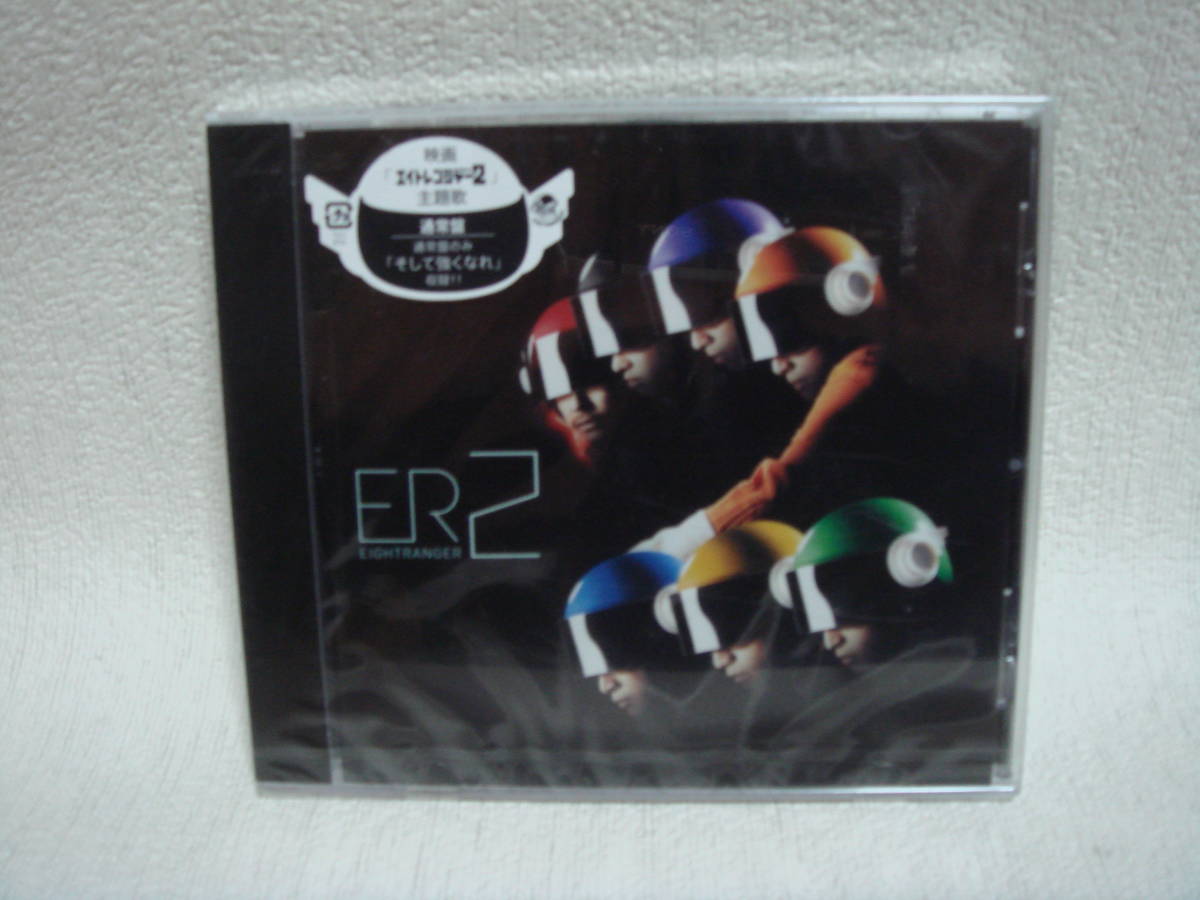 映画
「エイトレンジャー2」
主題歌
通常盤
通常盤のみ
「そして強くなれ」
収録!!
ER2
EIGHTRANGER